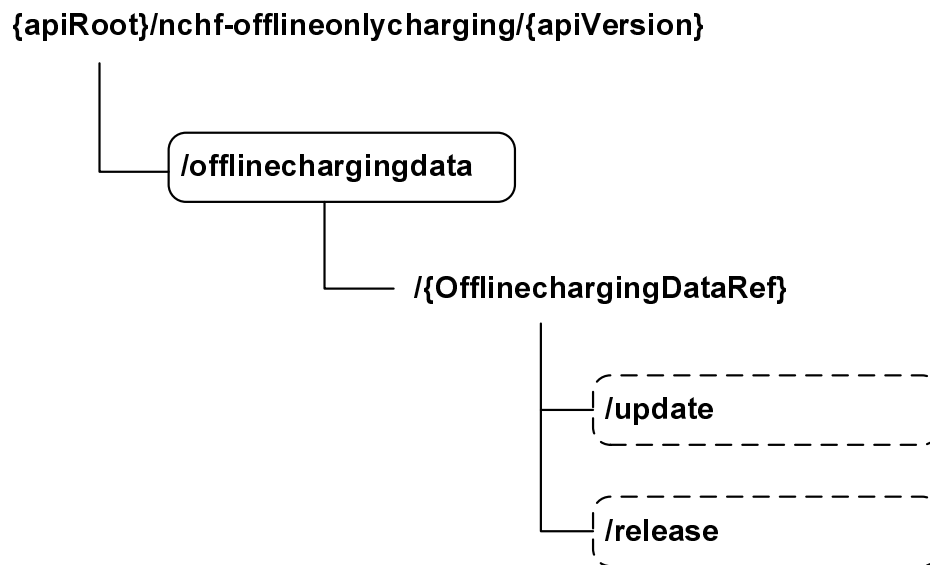 {apiRoot}/nchf-offlineonlycharging/{apiVersion}
/offlinechargingdata
/{OfflinechargingDataRef}
/update
/release